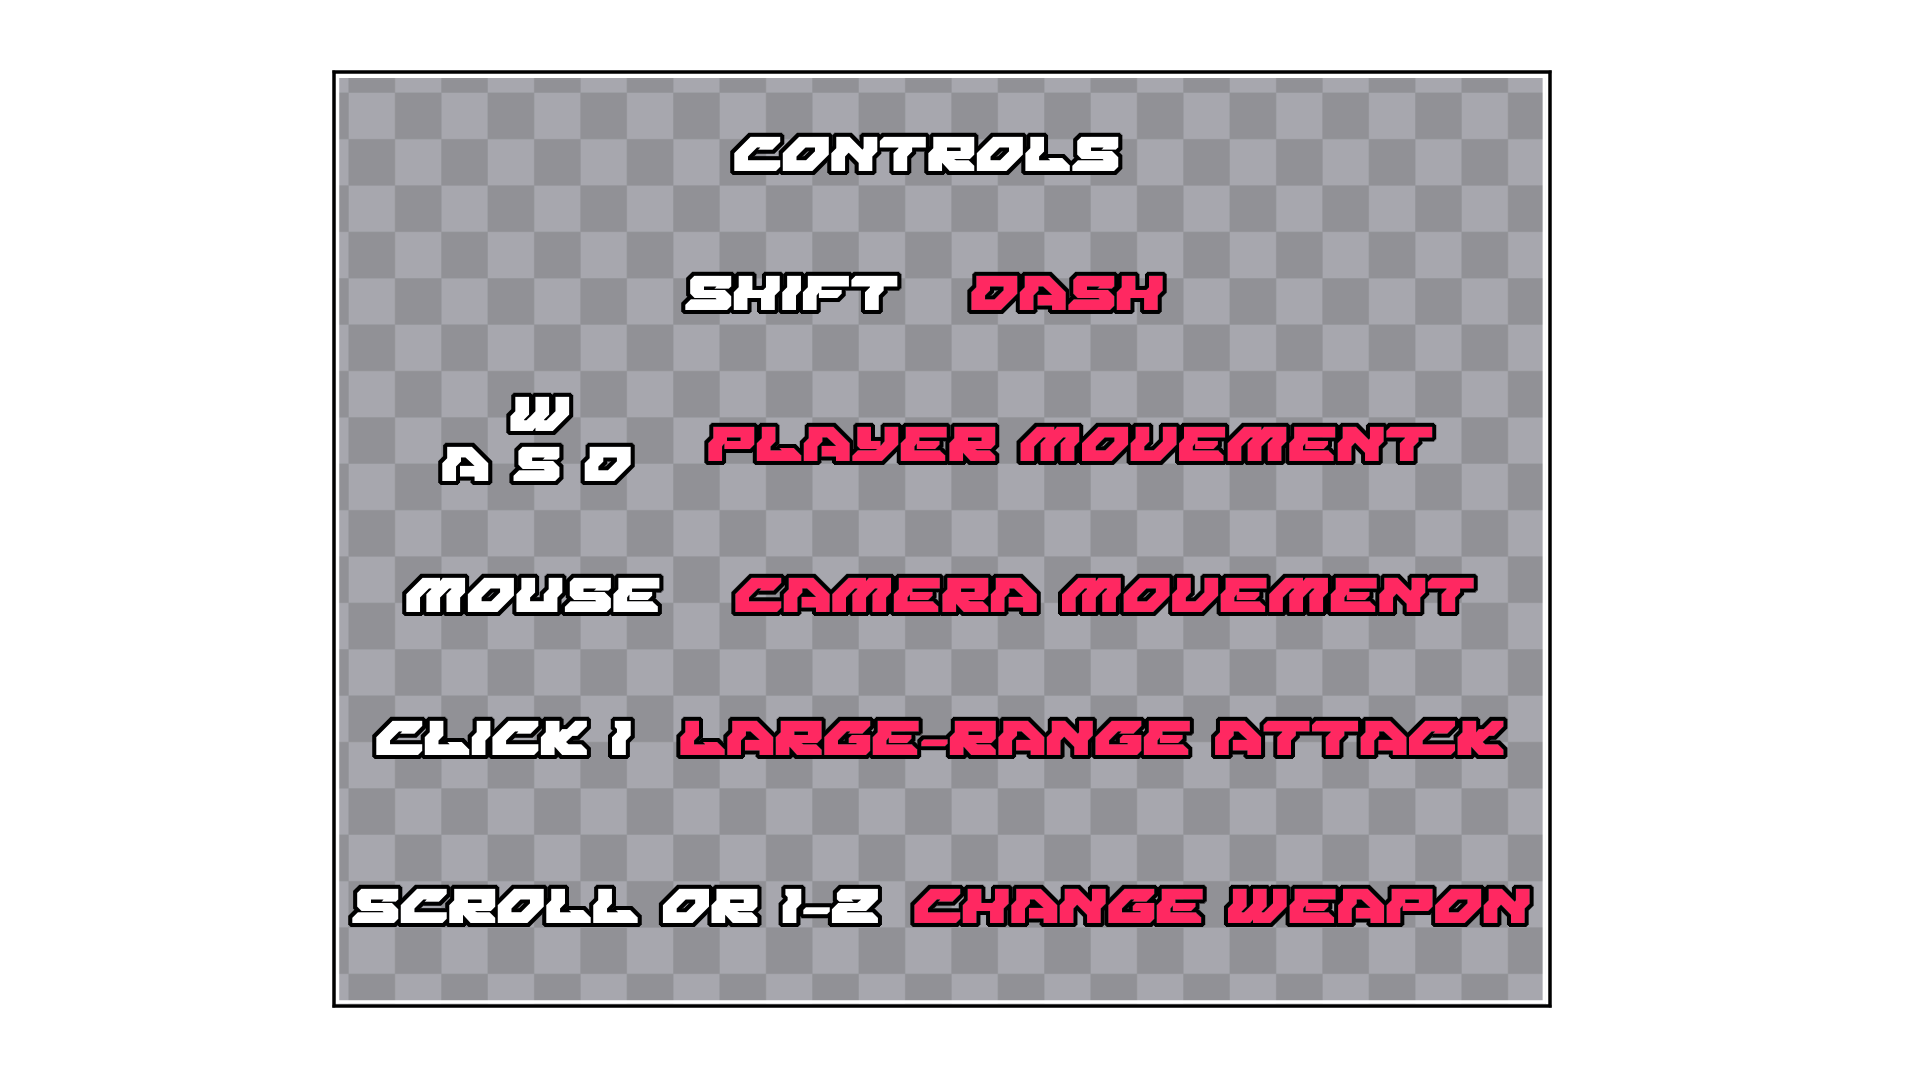 CONTROLS
SHIFT DASH
W
A S D PLAYER MOVEMENT
MOUSE CAMERA MOVEMENT
CLICK 1 LARGE-RANGE ATTACK
SCROLL OR 1-2 CHANGE WEAPON